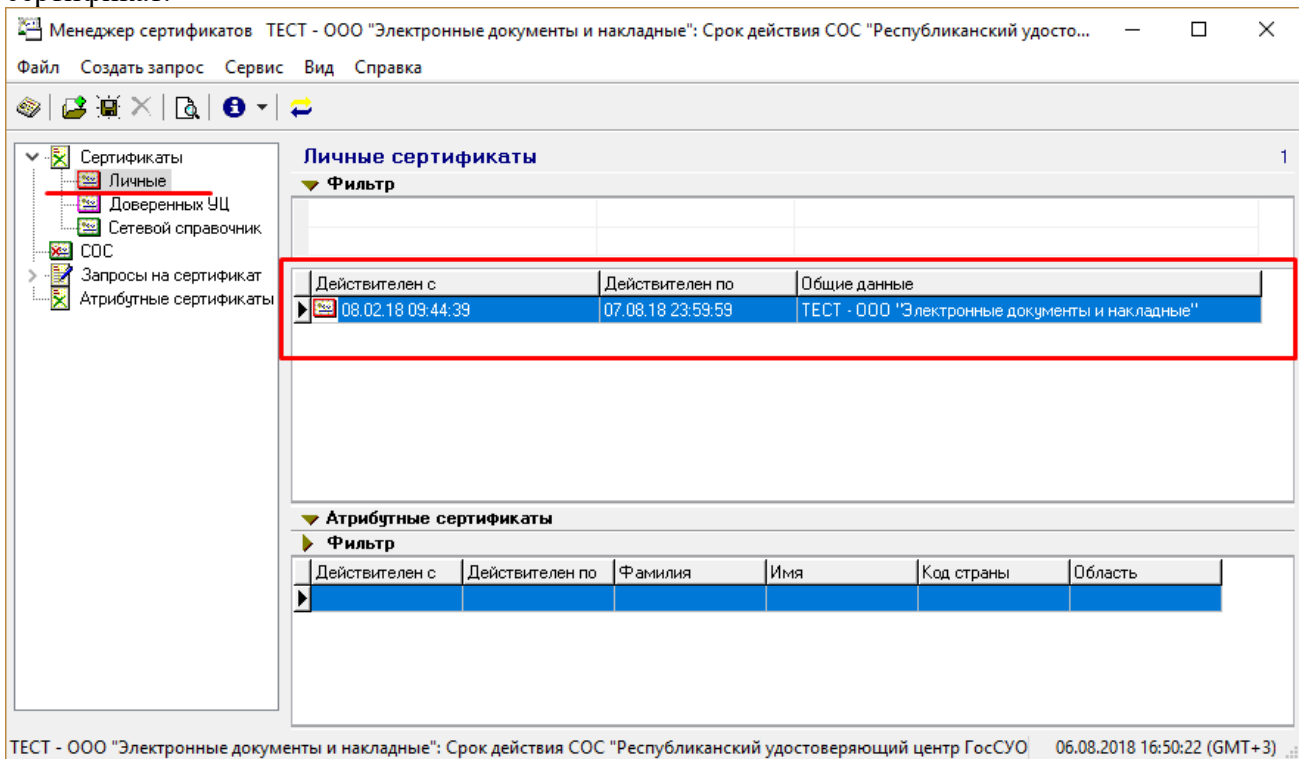 Менеджер сертификатов ТЕСТ - ООО "Электронные документы и накладные": Срок действия СОС "Республиканский удосто...
Файл Создать запрос Сервис Вид Справка
Сертификаты
Личные
Доверенных УЦ
Сетевой справочник
СОС
Запросы на сертификат
Атрибутные сертификаты
Личные сертификаты 1
Фильтр
Действителен с Действителен по Общие данные
08.02.18 09:44:39 07.08.18 23:59:59 ТЕСТ - ООО "Электронные документы и накладные"
Атрибутные сертификаты
Фильтр
Действителен с Действителен по Фамилия Имя Код страны Область
ТЕСТ - ООО "Электронные документы и накладные": Срок действия СОС "Республиканский удостоверяющий центр ГосСУО 06.08.2018 16:50:22 (GMT+3)